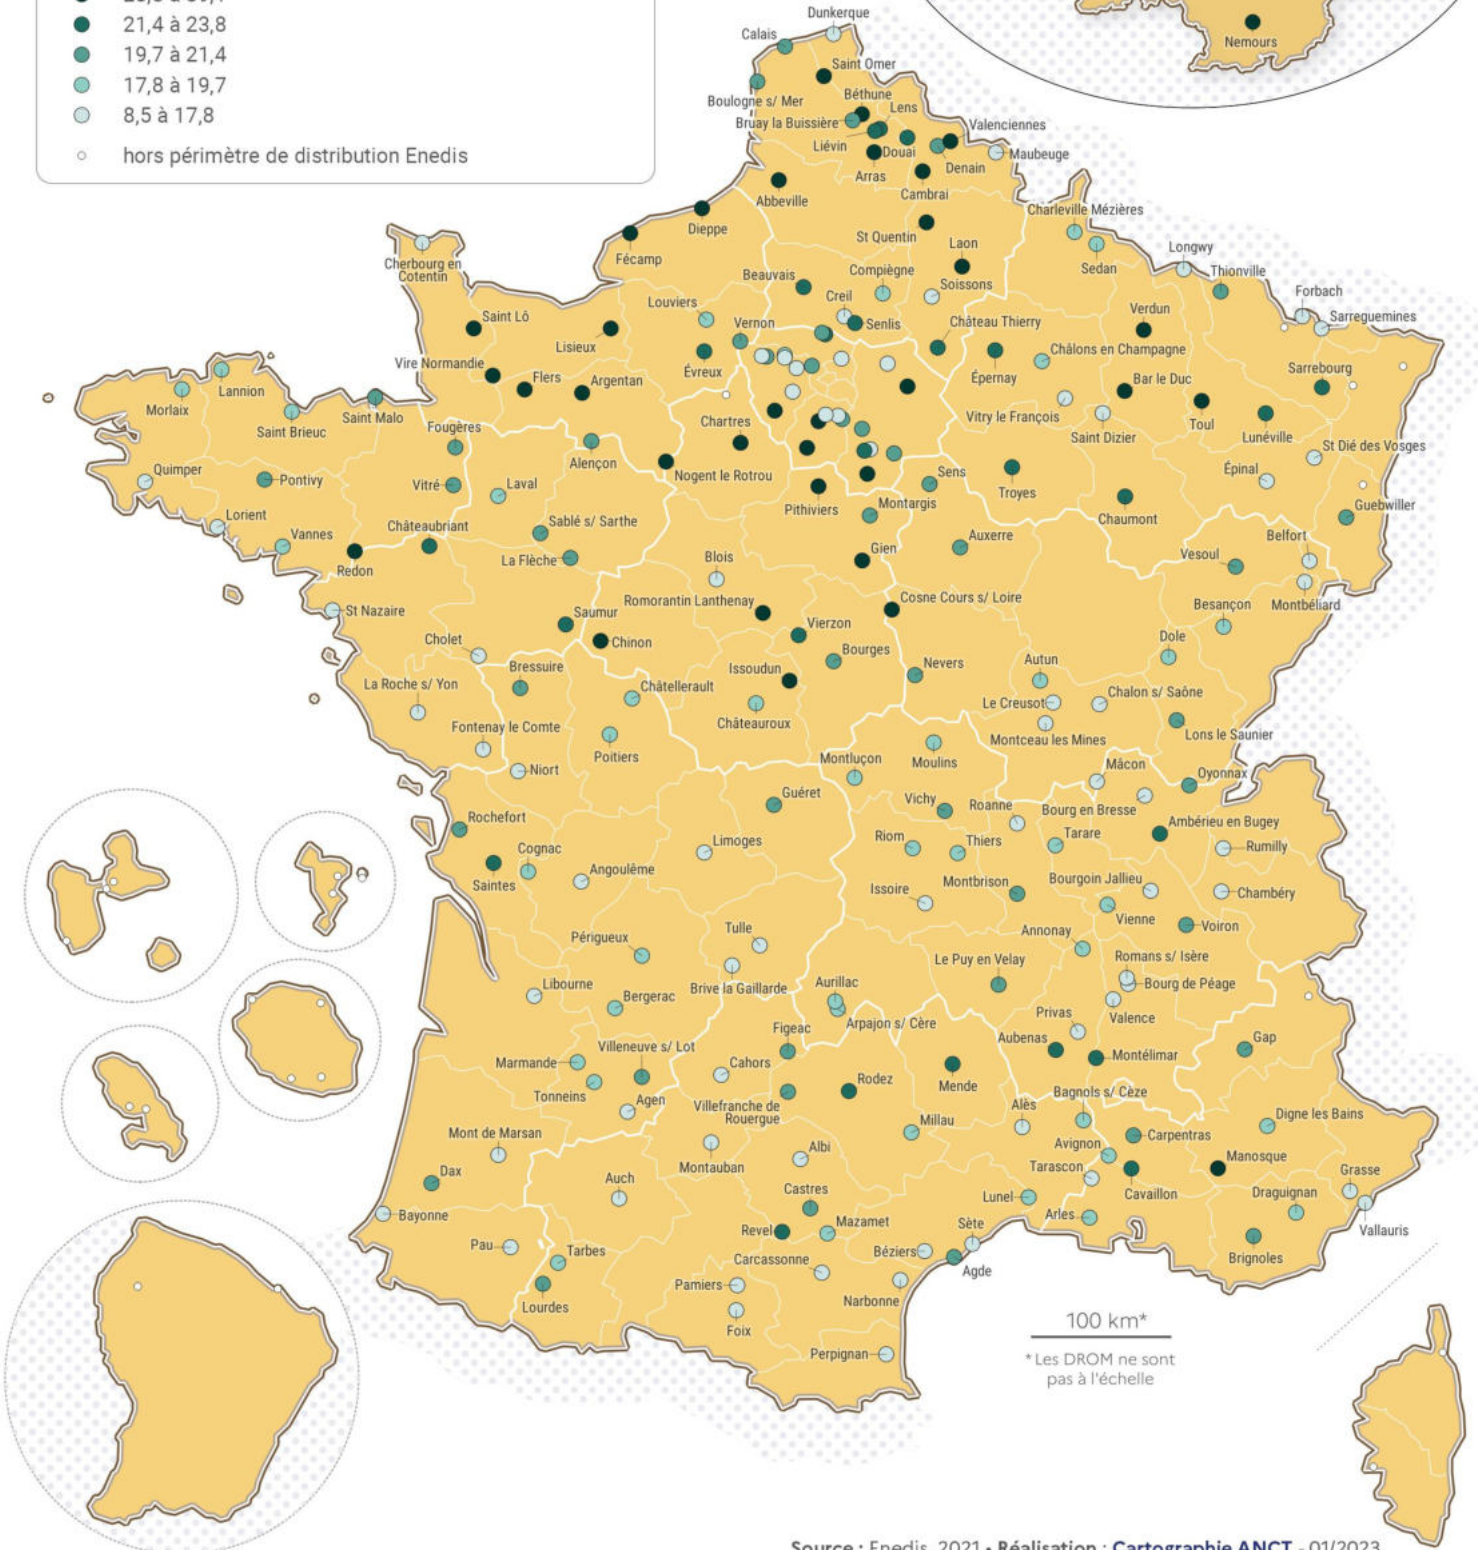 21,4 à 23,8
19,7 à 21,4
17,8 à 19,7
8,5 à 17,8
hors périmètre de distribution Enedis
Nemours
Dunkerque
Calais
Saint Omer
Boulogne s/ Mer
Béthune
Lens
Bruay la Buissière
Valenciennes
Liévin
Douai
Maubeuge
Denain
Arras
Cambrai
Abbeville
Charleville Mézières
Dieppe
St Quentin
Laon
Longwy
Fécamp
Cherbourg en
Cotentin
Sedan
Beauvais
Compiègne
Soissons
Thionville
Forbach
Louviers
Creil
Saint Lô
Vernon
Senlis
Château Thierry
Verdun
Sarreguemines
Lisieux
Vire Normandie
Châlons en Champagne
Sarrebourg
Évreux
Épernay
Flers
Argentan
Bar le Duc
Lannion
Morlaix
Saint Malo
Saint Brieuc
Fougères
Chartres
Vitry le François
Saint Dizier
Toul
Lunéville
St Dié des Vosges
Alençon
Quimper
Pontivy
Vitré
Laval
Nogent le Rotrou
Sens
Troyes
Épinal
Pithiviers
Montargis
Chaumont
Guebwiller
Lorient
Vannes
Châteaubriant
Sablé s/ Sarthe
Auxerre
Belfort
Redon
La Flèche
Blois
Gien
Vesoul
St Nazaire
Saumur
Romorantin Lanthenay
Cosne Cours s/ Loire
Besançon
Montbéliard
Cholet
Chinon
Vierzon
Dole
Bressuire
Issoudun
Bourges
Nevers
Autun
La Roche s/ Yon
Châtellerault
Le Creusot
Chalon s/ Saône
Fontenay le Comte
Châteauroux
Montceau les Mines
Lons le Saunier
Poitiers
Niort
Montluçon
Moulins
Mâcon
Oyonnax
Guéret
Vichy
Roanne
Bourg en Bresse
Rochefort
Ambérieu en Bugey
Limoges
Riom
Thiers
Tarare
Rumilly
Cognac
Saintes
Angoulême
Issoire
Montbrison
Bourgoin Jallieu
Chambéry
Vienne
Voiron
Périgueux
Tulle
Annonay
Libourne
Brive la Gaillarde
Le Puy en Velay
Romans s/ Isère
Bourg de Péage
Bergerac
Aurillac
Arpajon s/ Cère
Privas
Valence
Figeac
Aubenas
Montélimar
Gap
Marmande
Villeneuve s/ Lot
Cahors
Tonneins
Agen
Villefranche de
Rouergue
Rodez
Mende
Bagnols s/ Cèze
Alès
Digne les Bains
Mont de Marsan
Montauban
Albi
Millau
Avignon
Carpentras
Tarascon
Manosque
Dax
Auch
Castres
Cavaillon
Grasse
Bayonne
Lunel
Arles
Draguignan
Vallauris
Revel
Mazamet
Sète
Pau
Tarbes
Carcassonne
Béziers
Agde
Brignoles
Lourdes
Pamiers
Narbonne
Foix
Perpignan
100 km*
*Les DROM ne sont
pas à l'échelle
Source : Enedis, 2021 • Réalisation : Cartographie ANCT - 01/2023